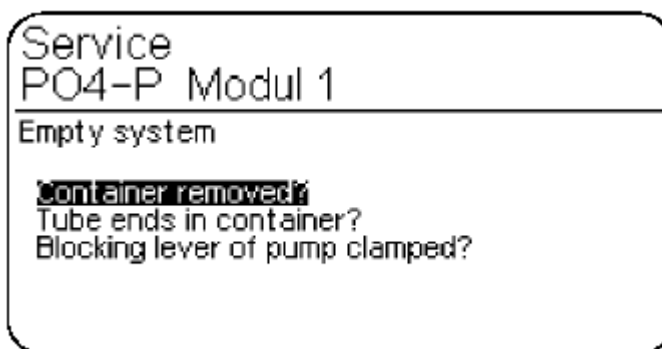 Service
PO4-P Modul 1
Empty system
Container removed?
Tube ends in container?
Blocking lever of pump clamped?